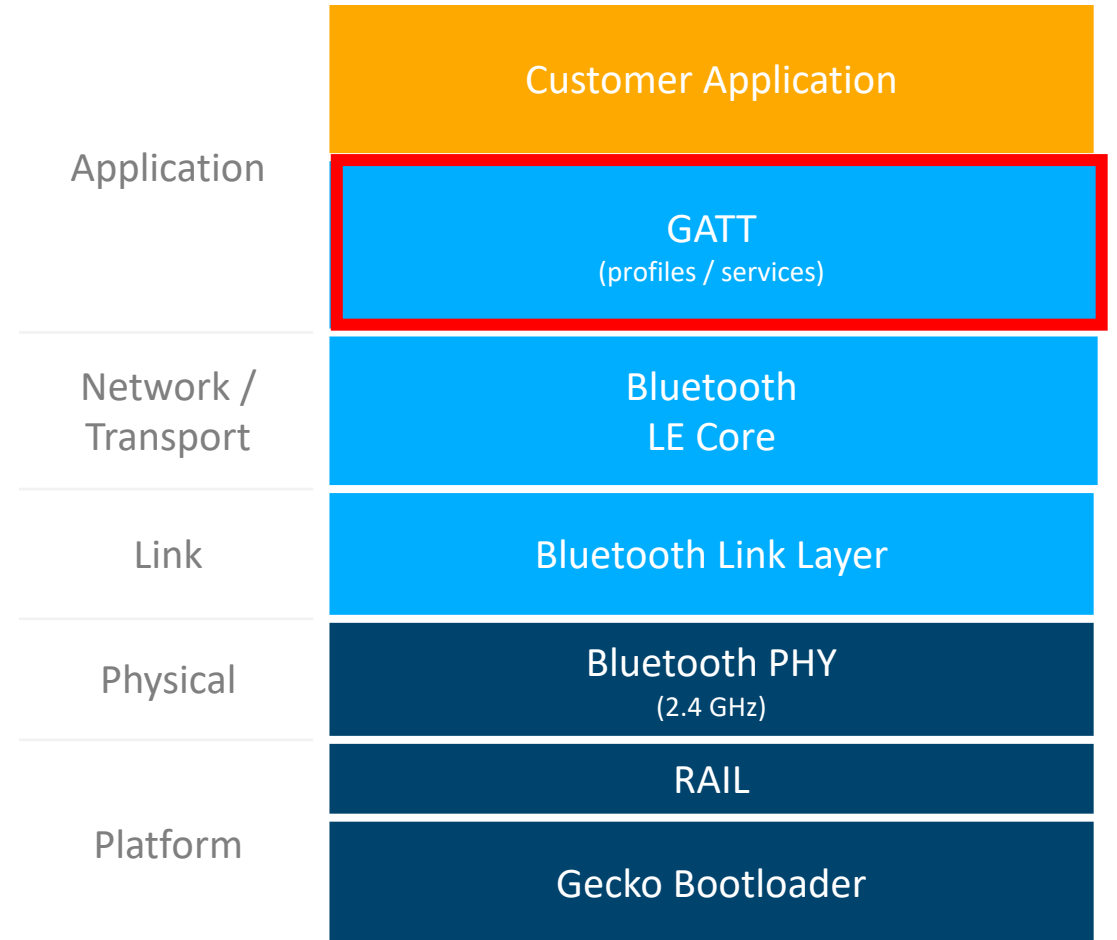 Customer Application
Application
GATT
(profiles / services)
Network /
Transport
Bluetooth
LE Core
Link
Bluetooth Link Layer
Physical
Bluetooth PHY
(2.4 GHz)
Platform
RAIL
Gecko Bootloader